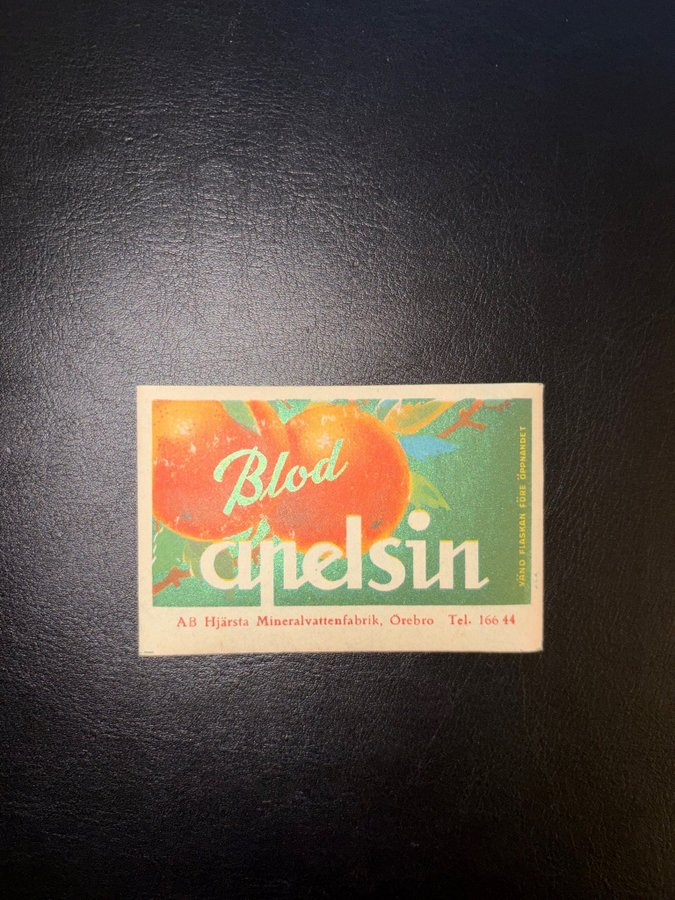 Blod
apelsin
VÄND FLASKAN FÖRE ÖPPNANDET
AB Hjärsta Mineralvattenfabrik, Örebro Tel. 166 44